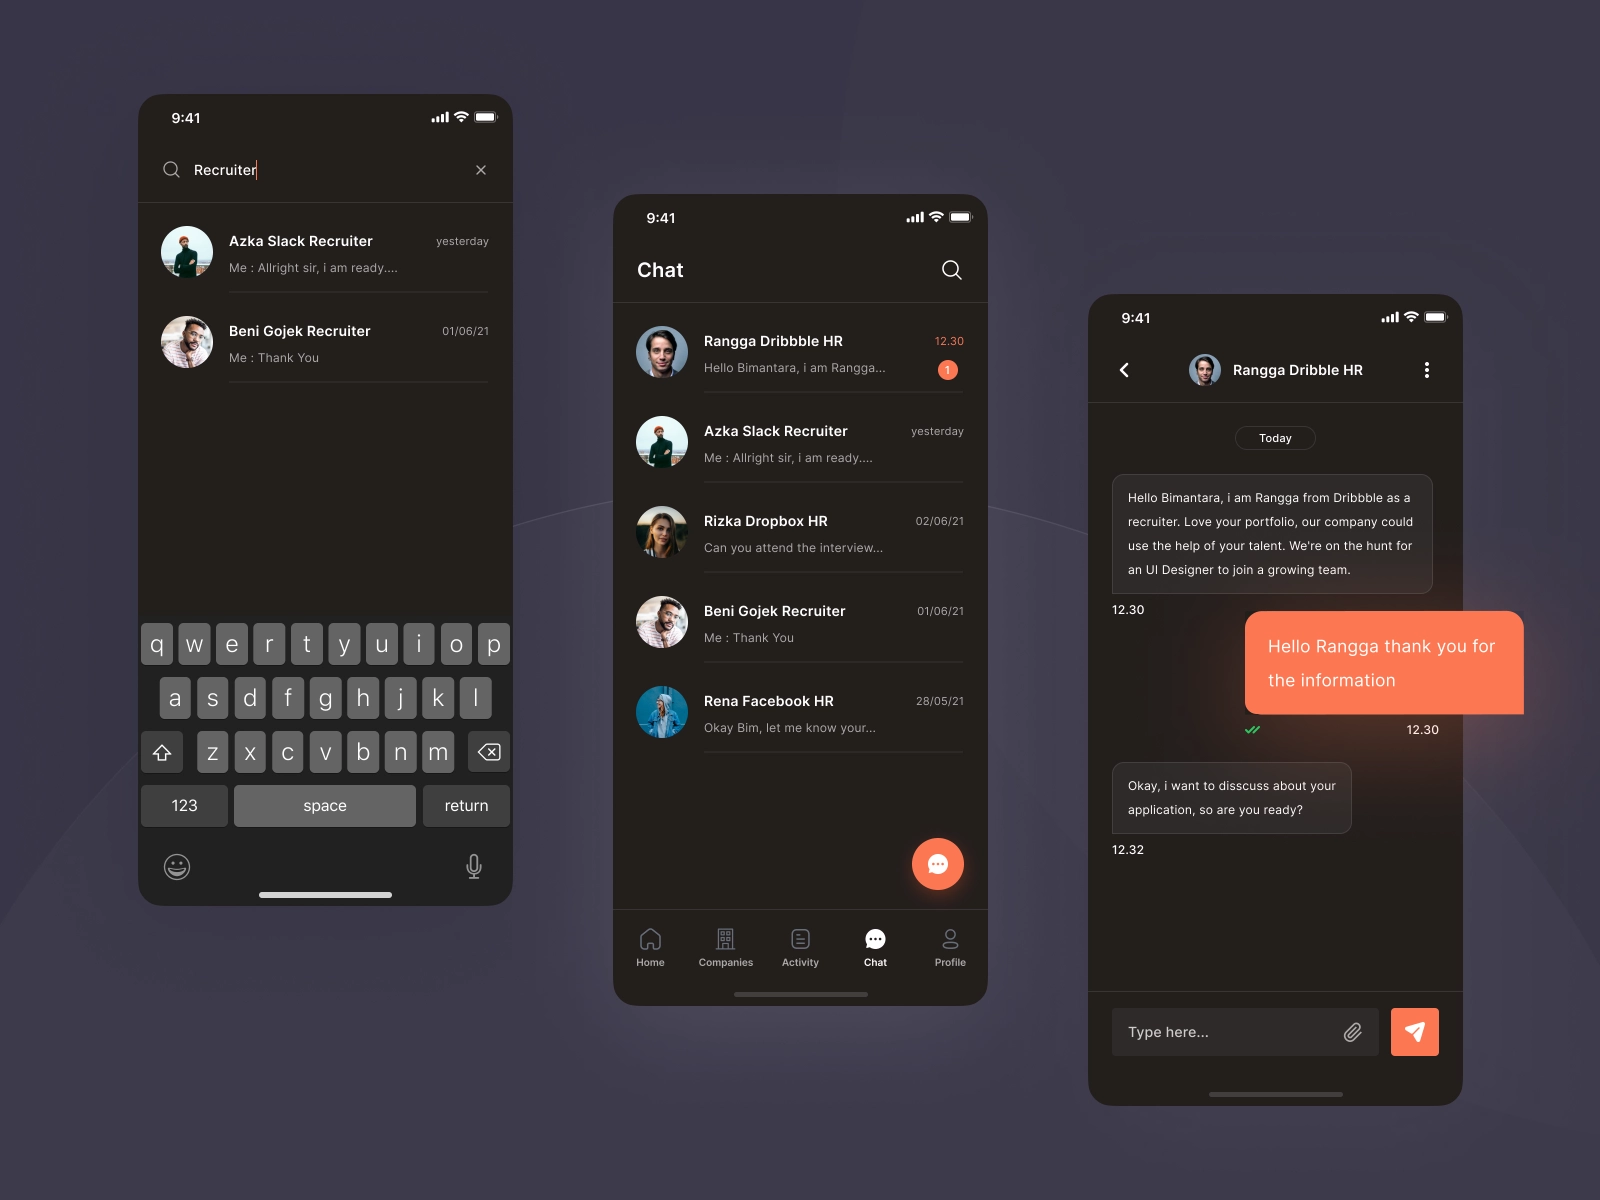 9:41
Recruiter
Azka Slack Recruiter
yesterday
Me : Allright sir, i am ready....
Beni Gojek Recruiter
01/06/21
Me : Thank You
q w e r t y u i o p
a s d f g h j k l
z x c v b n m
123 space return
9:41
Chat
Rangga Dribbble HR
12.30
Hello Bimantara, i am Rangga...
1
Azka Slack Recruiter
yesterday
Me : Allright sir, i am ready....
Rizka Dropbox HR
02/06/21
Can you attend the interview...
Beni Gojek Recruiter
01/06/21
Me : Thank You
Rena Facebook HR
28/05/21
Okay Bim, let me know your...
Home Companies Activity Chat Profile
9:41
Rangga Dribble HR
Today
Hello Bimantara, i am Rangga from Dribbble as a
recruiter. Love your portfolio, our company could
use the help of your talent. We're on the hunt for
an UI Designer to join a growing team.
12.30
Hello Rangga thank you for
the information
12.30
Okay, i want to disscuss about your
application, so are you ready?
12.32
Type here...